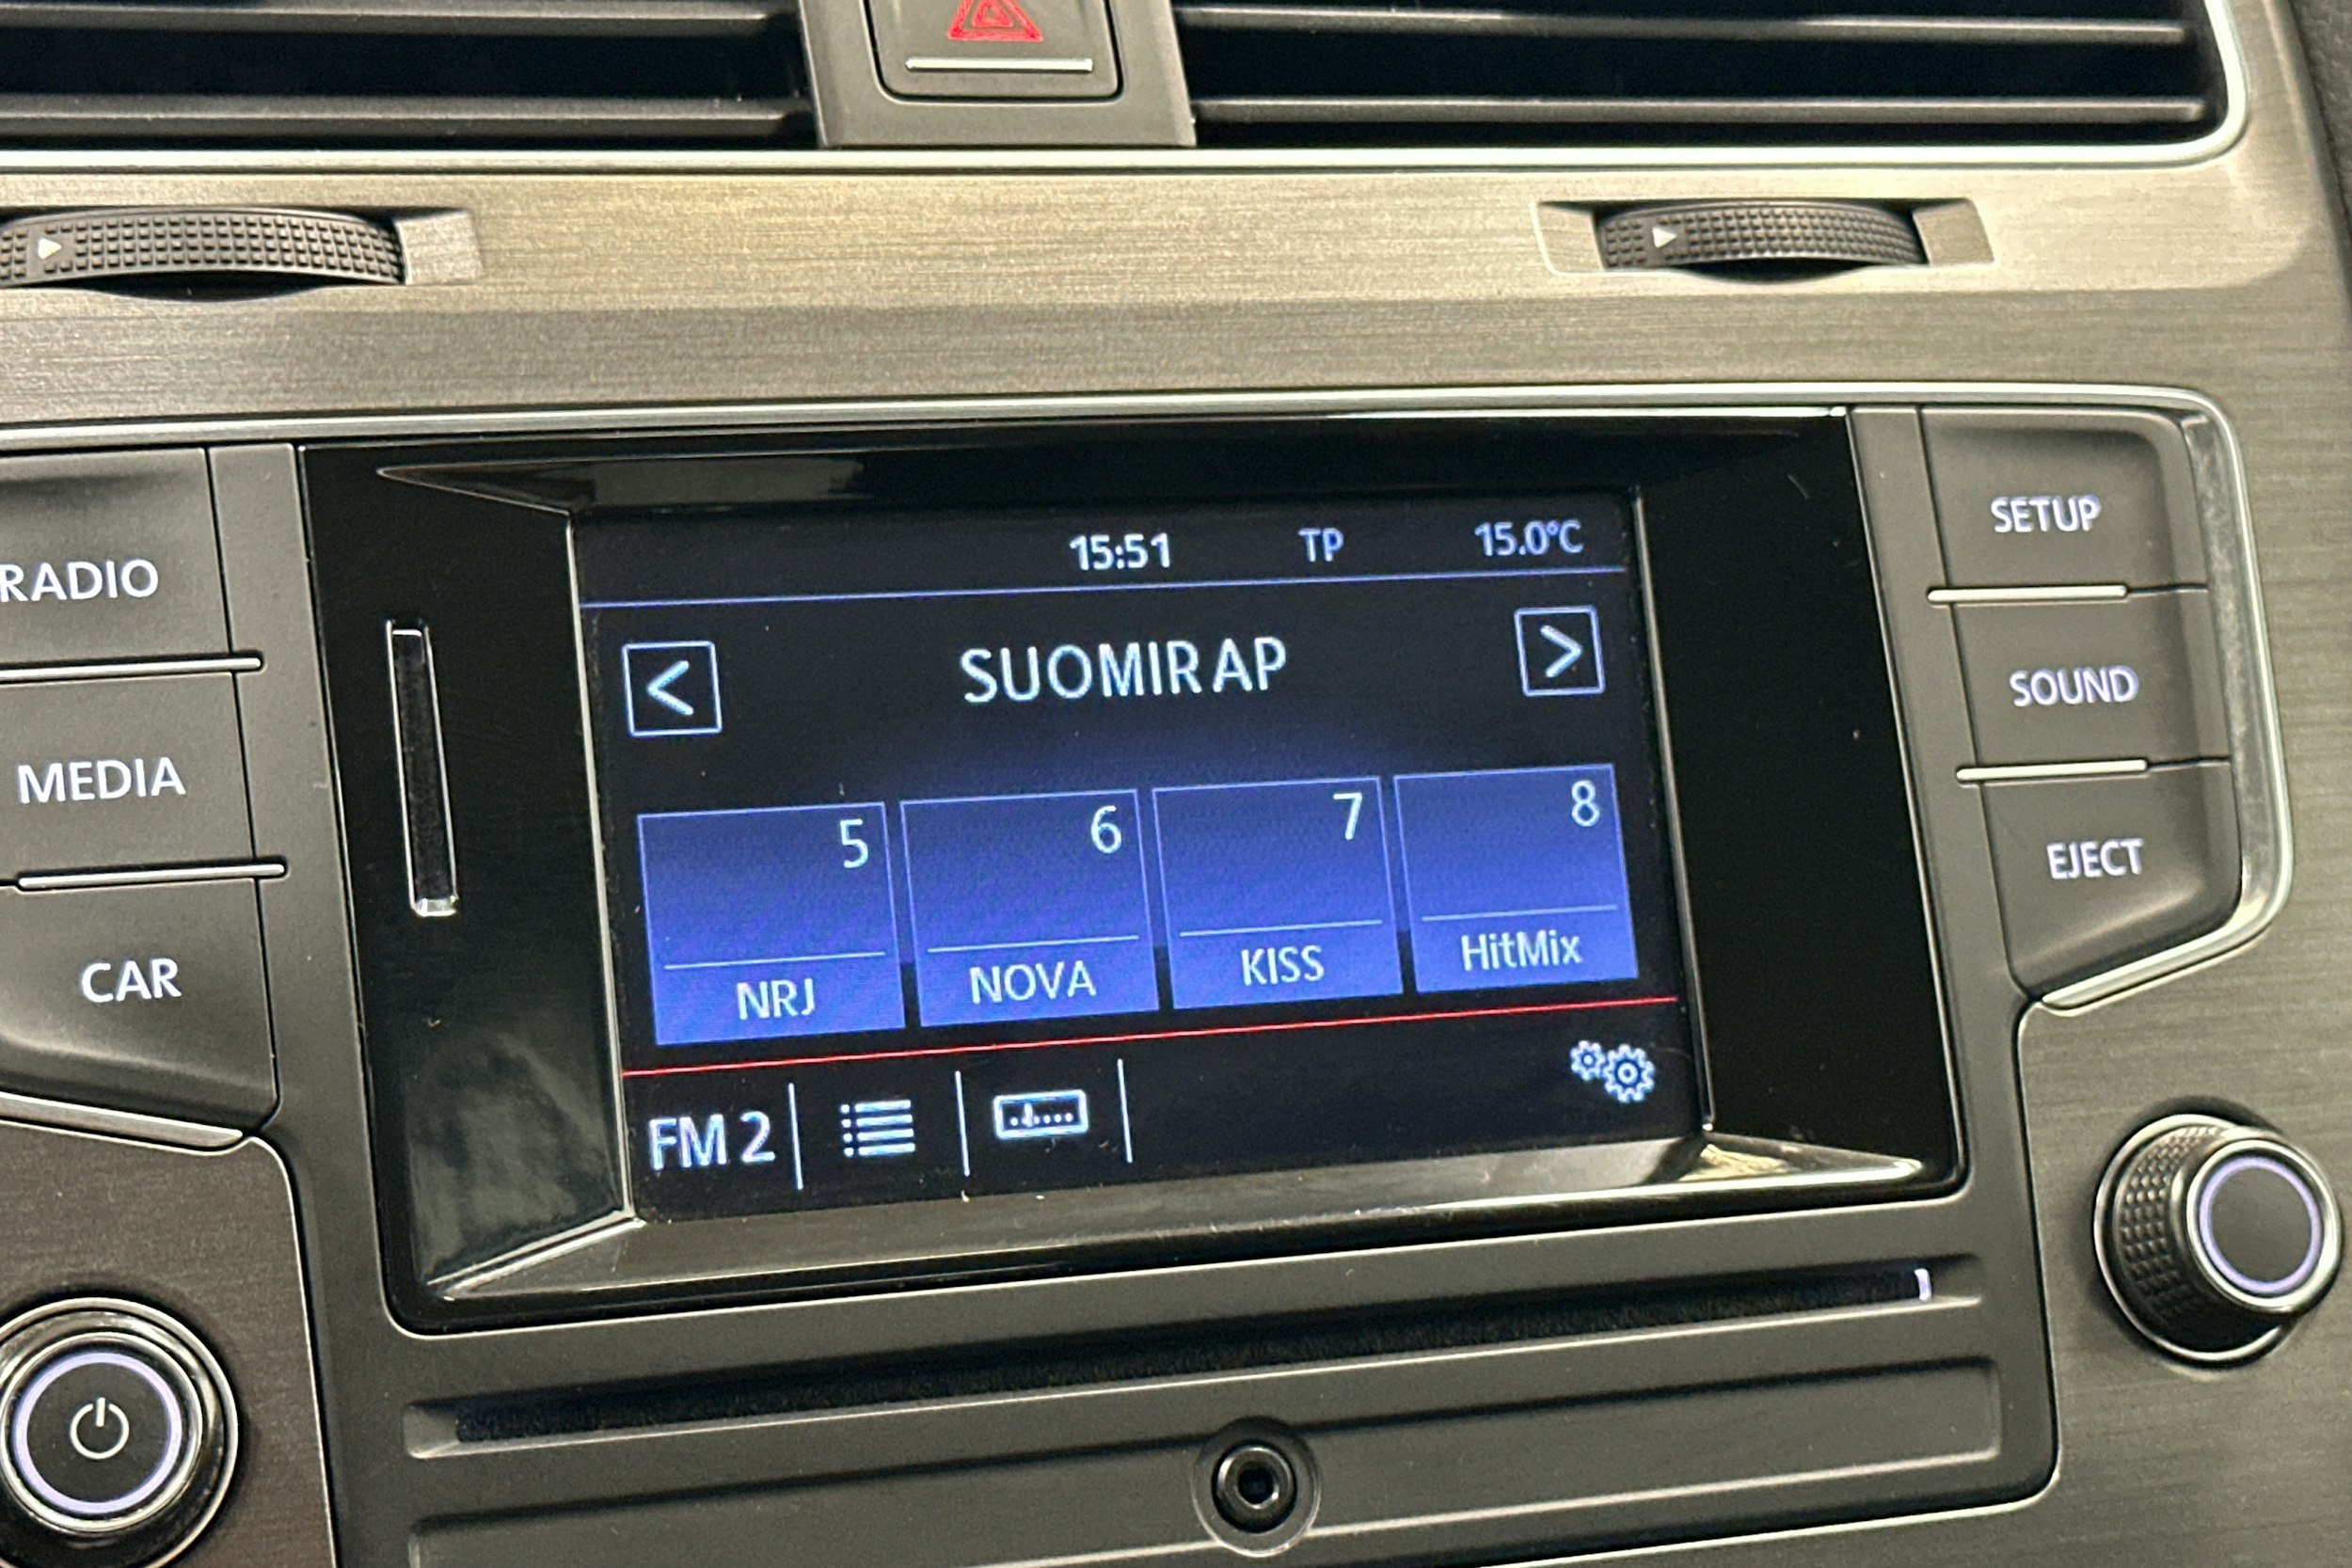 15:51 TP 15.0°C
SETUP
RADIO
< SUOMIRAP >
SOUND
MEDIA
5 6 7 8
EJECT
NRJ NOVA KISS HitMix
CAR
FM 2